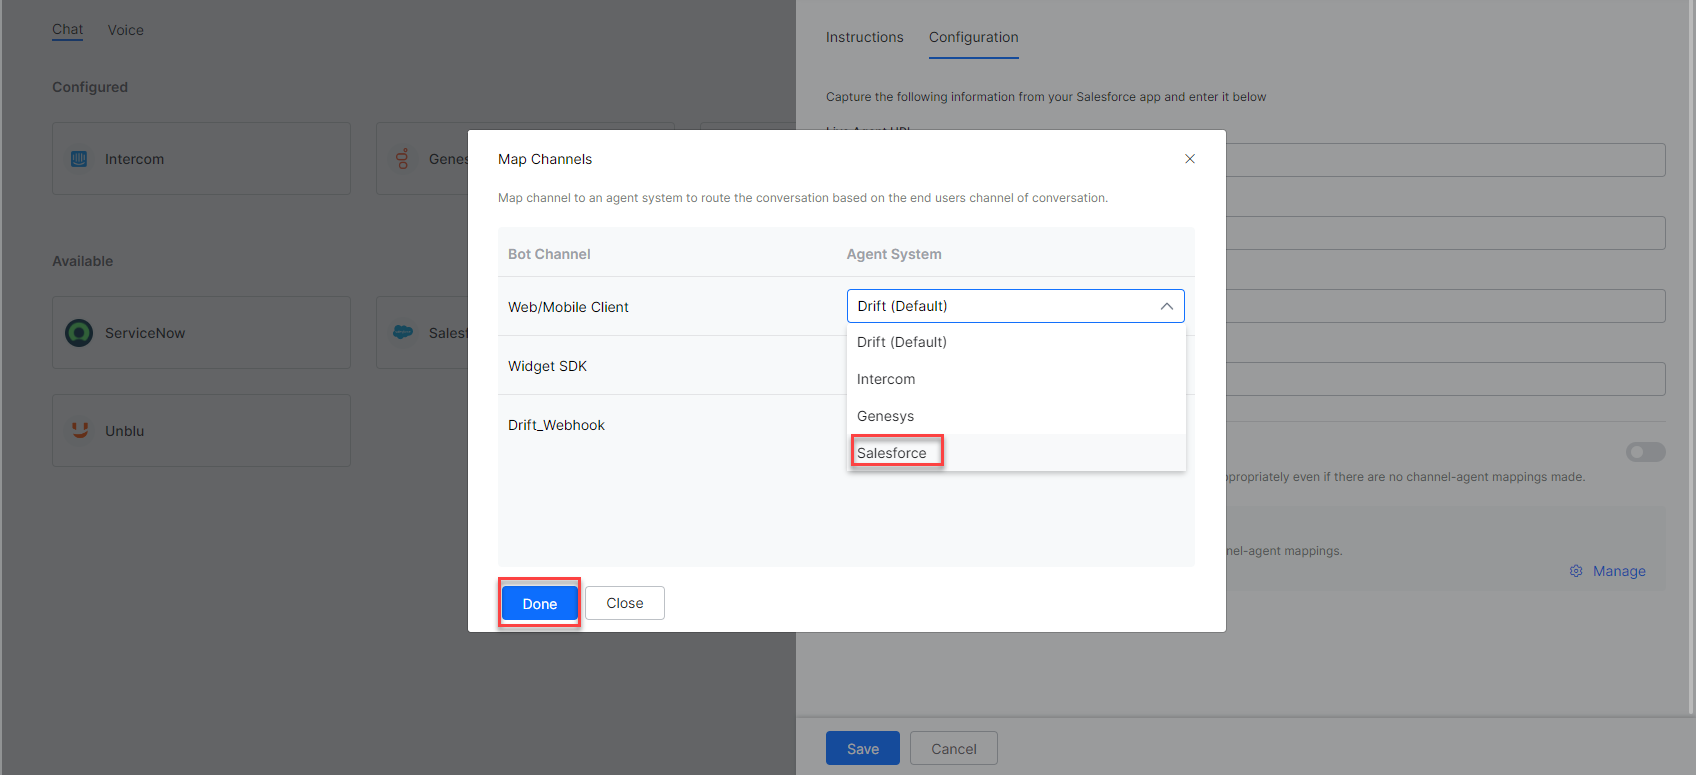 Chat Voice
Configured
Intercom
Genes
Available
ServiceNow
Salesf
Unblu
Instructions Configuration
Capture the following information from your Salesforce app and enter it below
Live Agent URL
Map Channels
Map channel to an agent system to route the conversation based on the end users channel of conversation.
Bot Channel Agent System
Web/Mobile Client Drift (Default)
Drift (Default)
Widget SDK
Intercom
Genesys
Drift_Webhook
Salesforce
Done Close
propriately even if there are no channel-agent mappings made.
nel-agent mappings.
Manage
Save Cancel